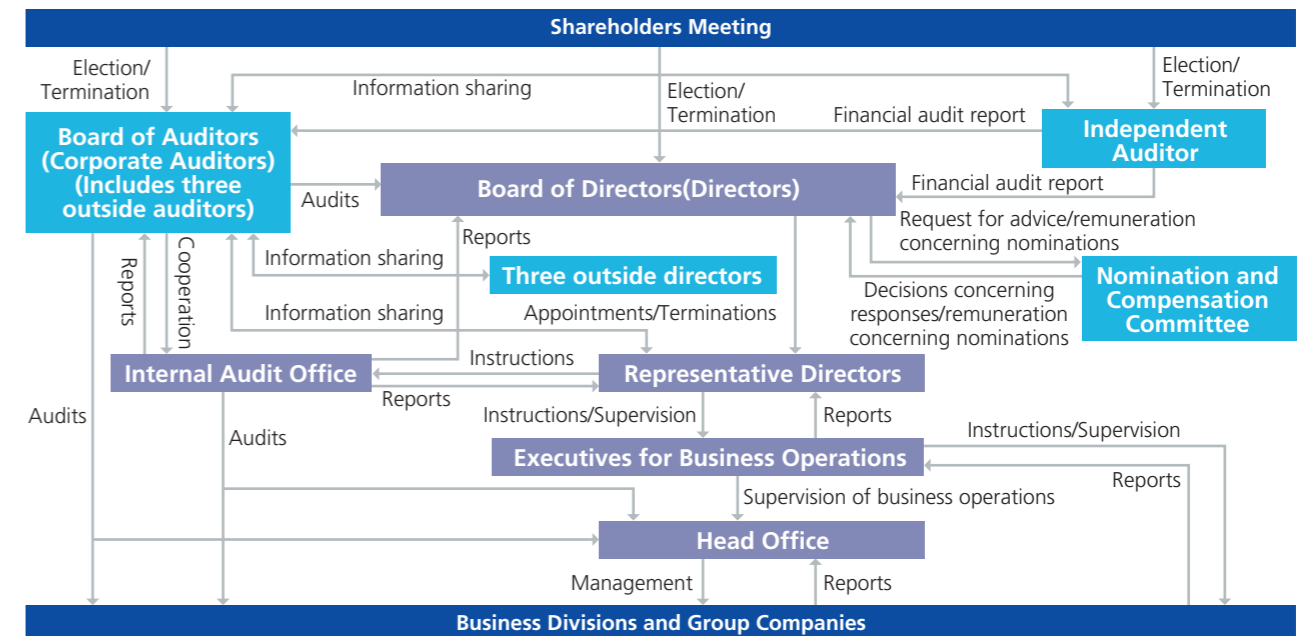 Shareholders Meeting
Election/
Termination
Information sharing
Election/
Termination
Financial audit report
Election/
Termination
Board of Auditors
(Corporate Auditors)
(Includes three
outside auditors)
Independent
Auditor
Audits
Board of Directors(Directors)
Financial audit report
Reports
Cooperation
Information sharing
Reports
Three outside directors
Request for advice/remuneration
concerning nominations
Nomination and
Compensation
Committee
Decisions concerning
responses/remuneration
concerning nominations
Information sharing
Appointments/Terminations
Internal Audit Office
Instructions
Reports
Representative Directors
Audits
Audits
Instructions/Supervision
Reports
Instructions/Supervision
Executives for Business Operations
Reports
Supervision of business operations
Head Office
Management
Reports
Business Divisions and Group Companies